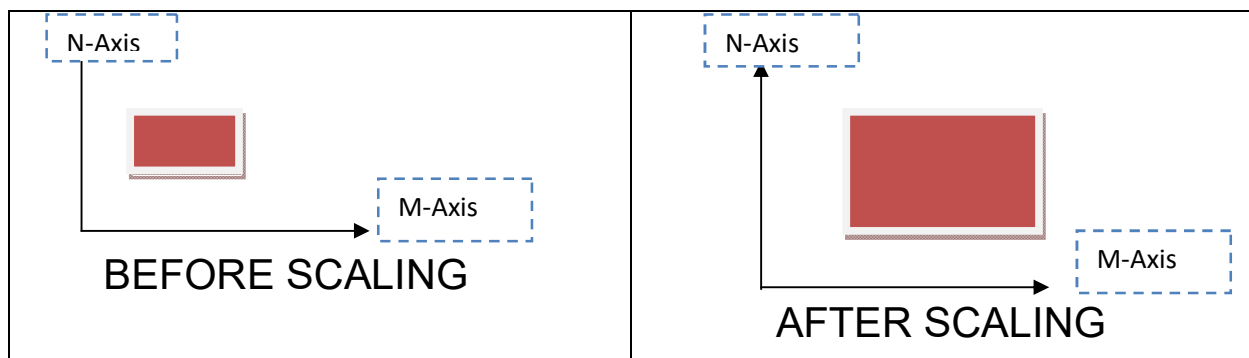 N-Axis
M-Axis
BEFORE SCALING
N-Axis
M-Axis
AFTER SCALING